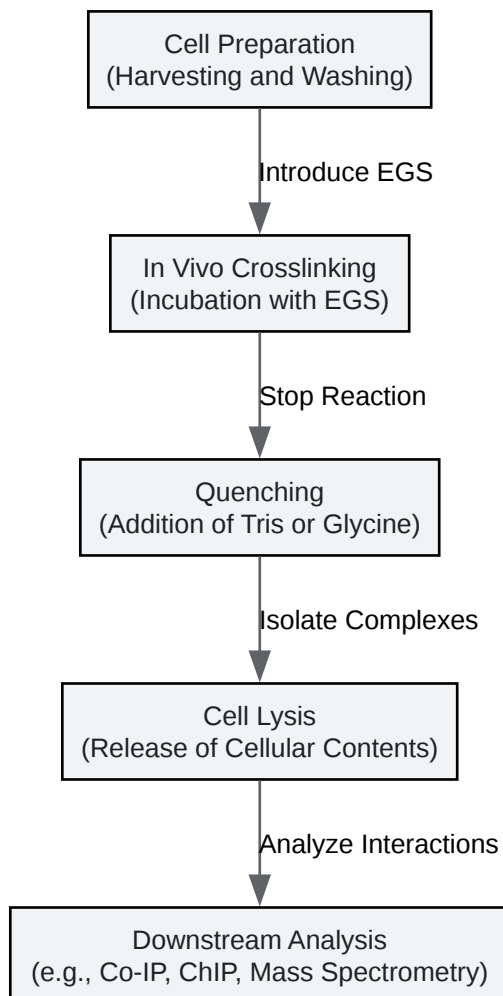 Cell Preparation
(Harvesting and Washing)
Introduce EGS
In Vivo Crosslinking
(Incubation with EGS)
Stop Reaction
Quenching
(Addition of Tris or Glycine)
Isolate Complexes
Cell Lysis
(Release of Cellular Contents)
Analyze Interactions
Downstream Analysis
(e.g., Co-IP, ChIP, Mass Spectrometry)